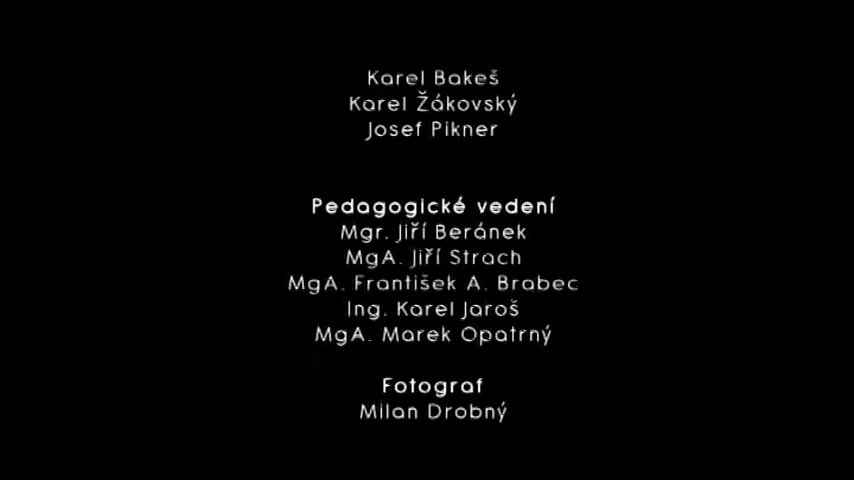 Karel Bakeš
Karel Žákovský
Josef Pikner
Pedagogické vedení
Mgr. Jiří Beránek
MgA. Jiří Strach
MgA. František A. Brabec
Ing. Karel Jaroš
MgA. Marek Opatrný
Fotograf
Milan Drobný